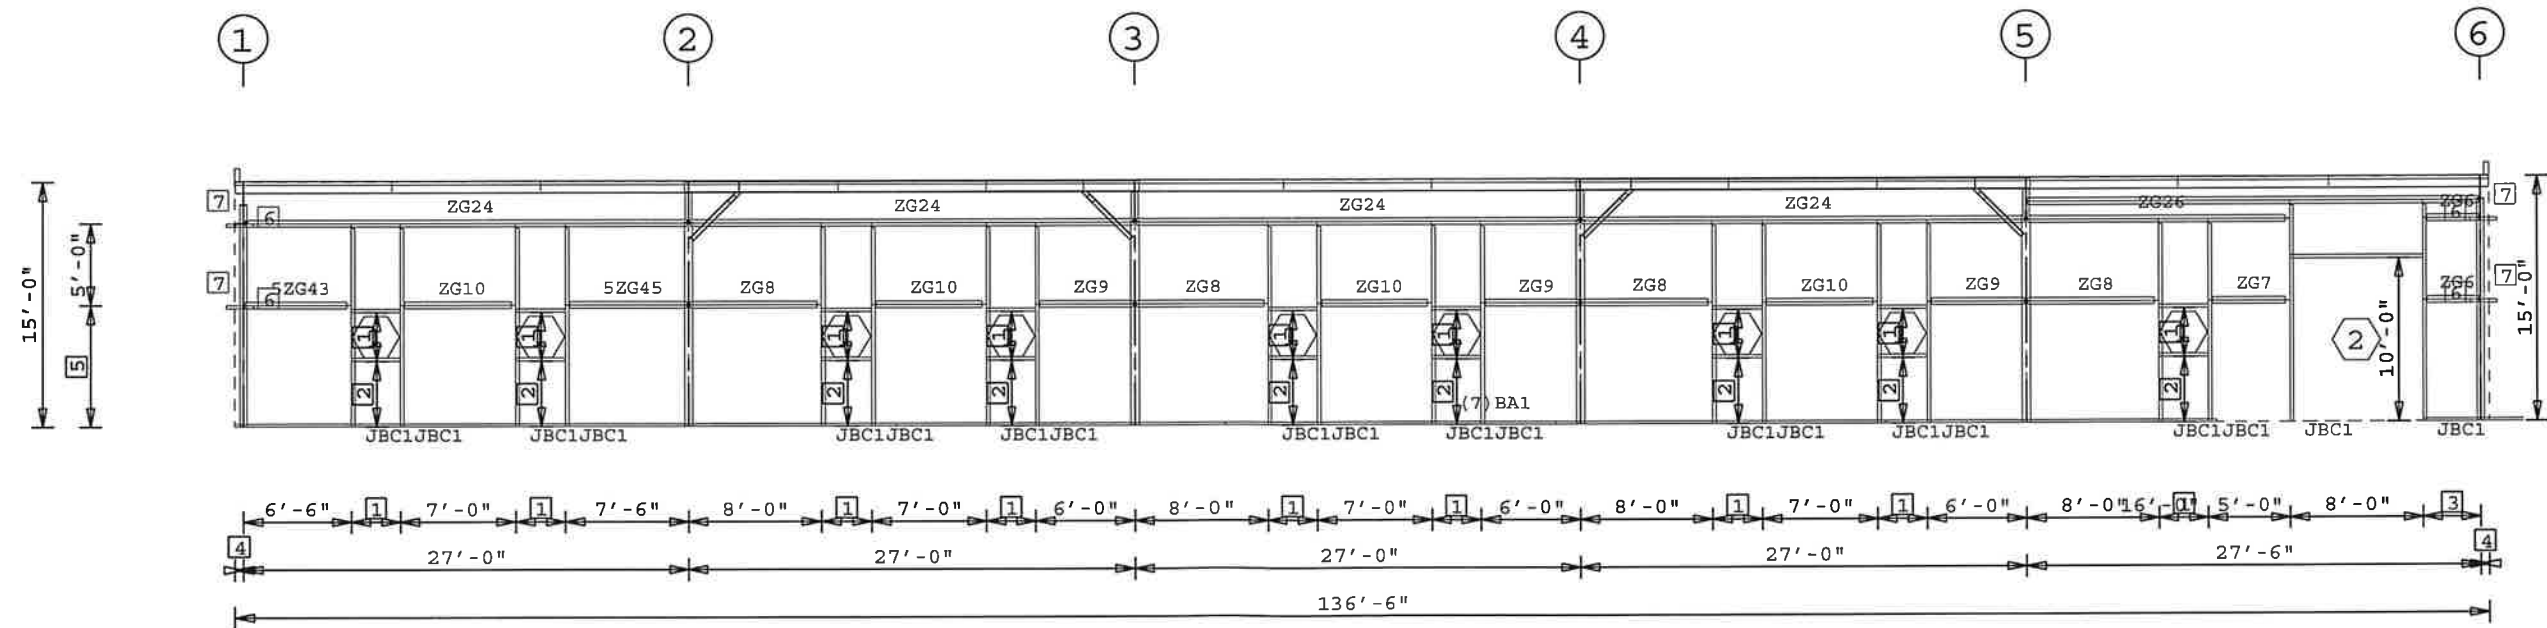 1 2 3 4 5 6
7 ZG24 ZG24 ZG24 ZG24 ZG26 ZG6 7
6 6
15'-0" 5'-0" 7 5ZG43 ZG10 5ZG45 ZG8 ZG10 ZG9 ZG8 ZG10 ZG9 ZG8 ZG10 ZG9 ZG8 ZG7 ZG6 7 15'-0"
6 6
1 1 1 1 1 1 1 1 1 2 10'-0"
5 2 2 2 2 2 2 2 2 2
(7)BA1
JBC1JBC1 JBC1JBC1 JBC1JBC1 JBC1JBC1 JBC1JBC1 JBC1JBC1 JBC1JBC1 JBC1JBC1 JBC1JBC1 JBC1 JBC1
6'-6" 1 7'-0" 1 7'-6" 8'-0" 1 7'-0" 1 6'-0" 8'-0" 1 7'-0" 1 6'-0" 8'-0" 1 7'-0" 1 6'-0" 8'-0" 16'-0" 1 5'-0" 8'-0" 3
4 27'-0" 27'-0" 27'-0" 27'-0" 27'-6" 4
136'-6"